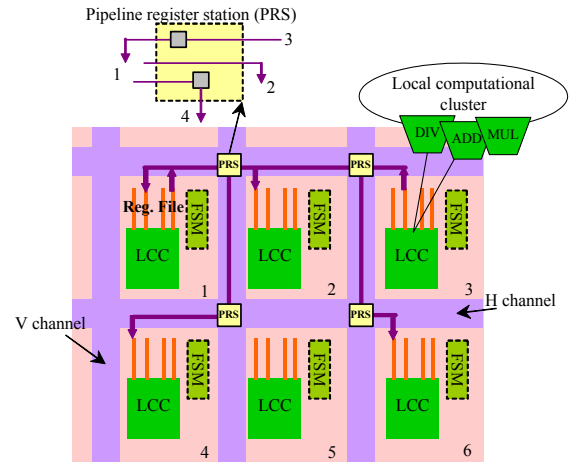 Pipeline register station (PRS)
3
1
2
4
Local computational
cluster
DIV
ADD
MUL
PRS
PRS
Reg. File
FSM
LCC
1
FSM
LCC
2
FSM
LCC
3
V channel
PRS
PRS
H channel
FSM
LCC
4
FSM
LCC
5
FSM
LCC
6